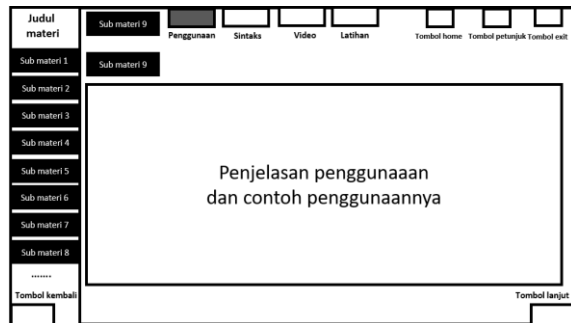 Judul
materi
Sub materi 1
Sub materi 2
Sub materi 3
Sub materi 4
Sub materi 5
Sub materi 6
Sub materi 7
Sub materi 8
.......
Tombol kembali
Sub materi 9
Penggunaan
Sintaks
Video
Latihan
Tombol home
Tombol petunjuk
Tombol exit
Sub materi 9
Penjelasan penggunaaan
dan contoh penggunaannya
Tombol lanjut